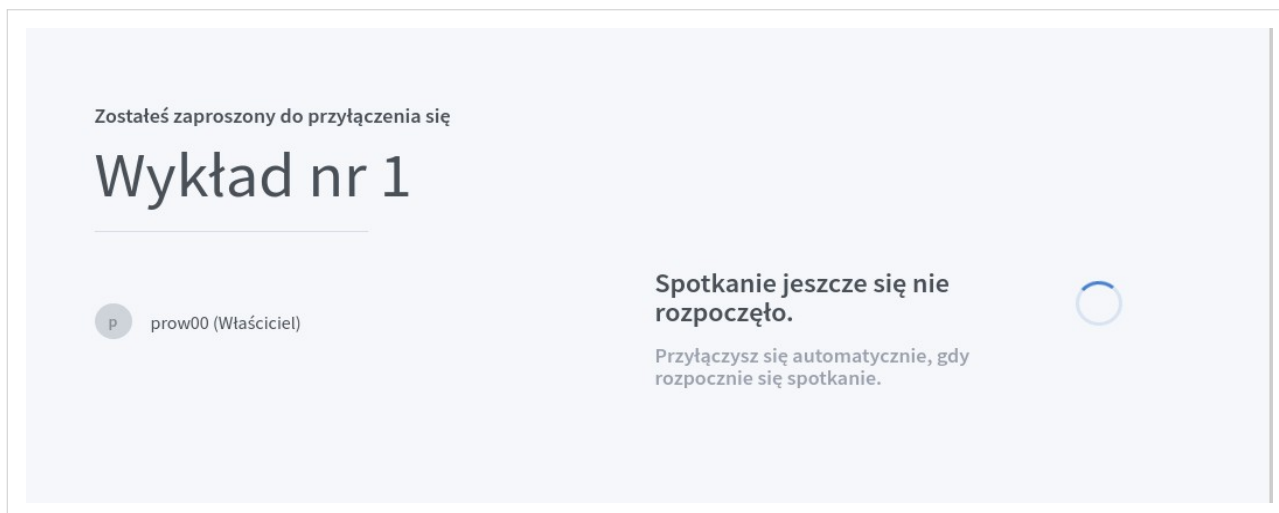 Zostałeś zaproszony do przyłączenia się
Wykład nr 1
p
prow00 (Właściciel)
Spotkanie jeszcze się nie
rozpoczęło.
Przyłączysz się automatycznie, gdy
rozpocznie się spotkanie.